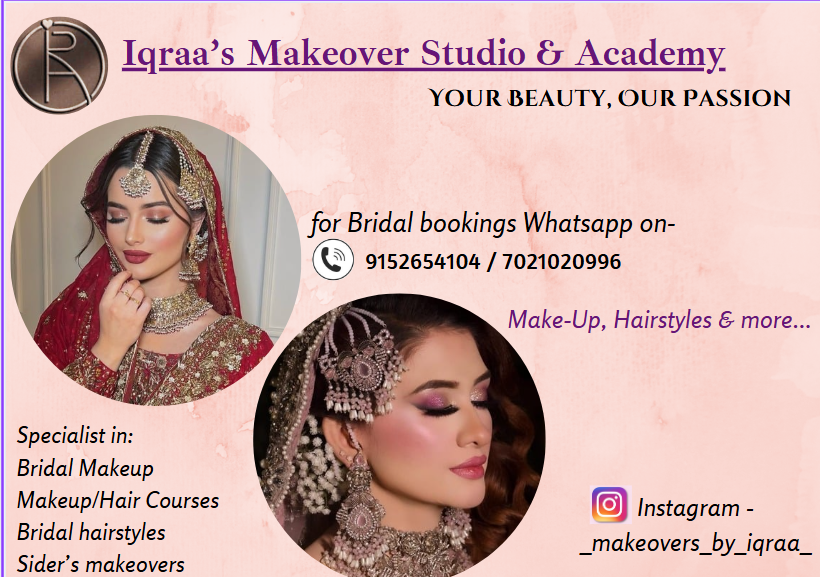 Iqraa's Makeover Studio & Academy
Your Beauty, Our Passion
for Bridal bookings Whatsapp on-
9152654104 / 7021020996
Make-Up, Hairstyles & more...
Specialist in:
Bridal Makeup
Makeup/Hair Courses
Bridal hairstyles
Sider's makeovers
Instagram -
_makeovers_by_iqraa_